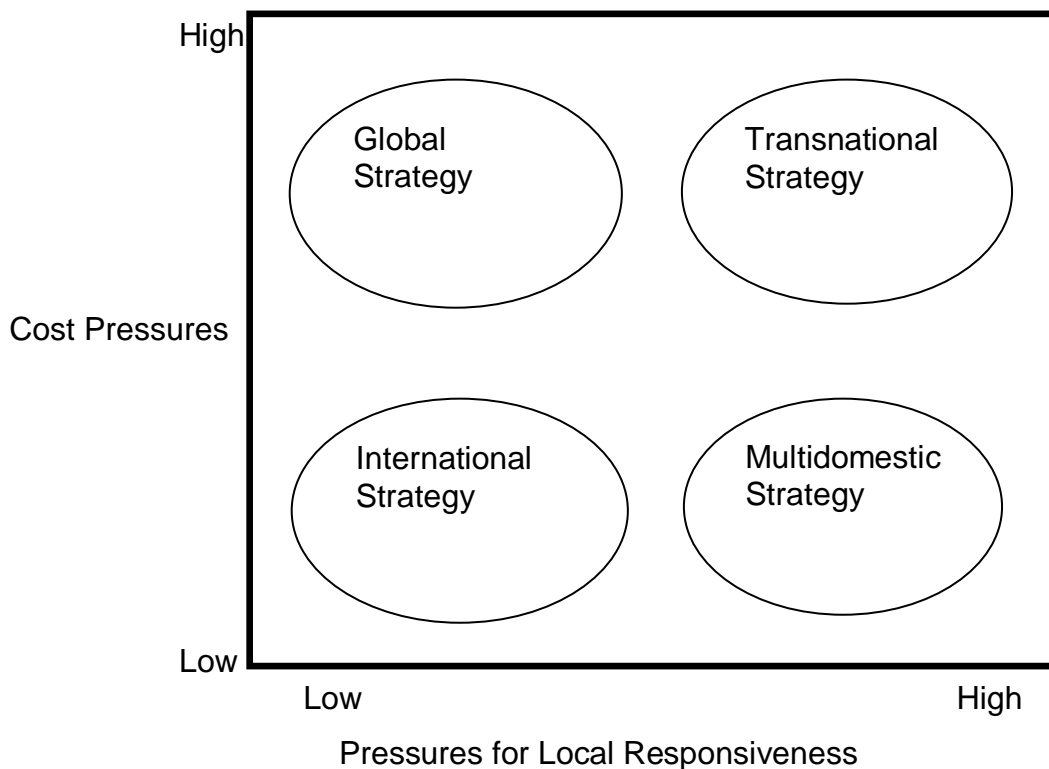 High
Global
Strategy
Transnational
Strategy
Cost Pressures
International
Strategy
Multidomestic
Strategy
Low
Low
High
Pressures for Local Responsiveness